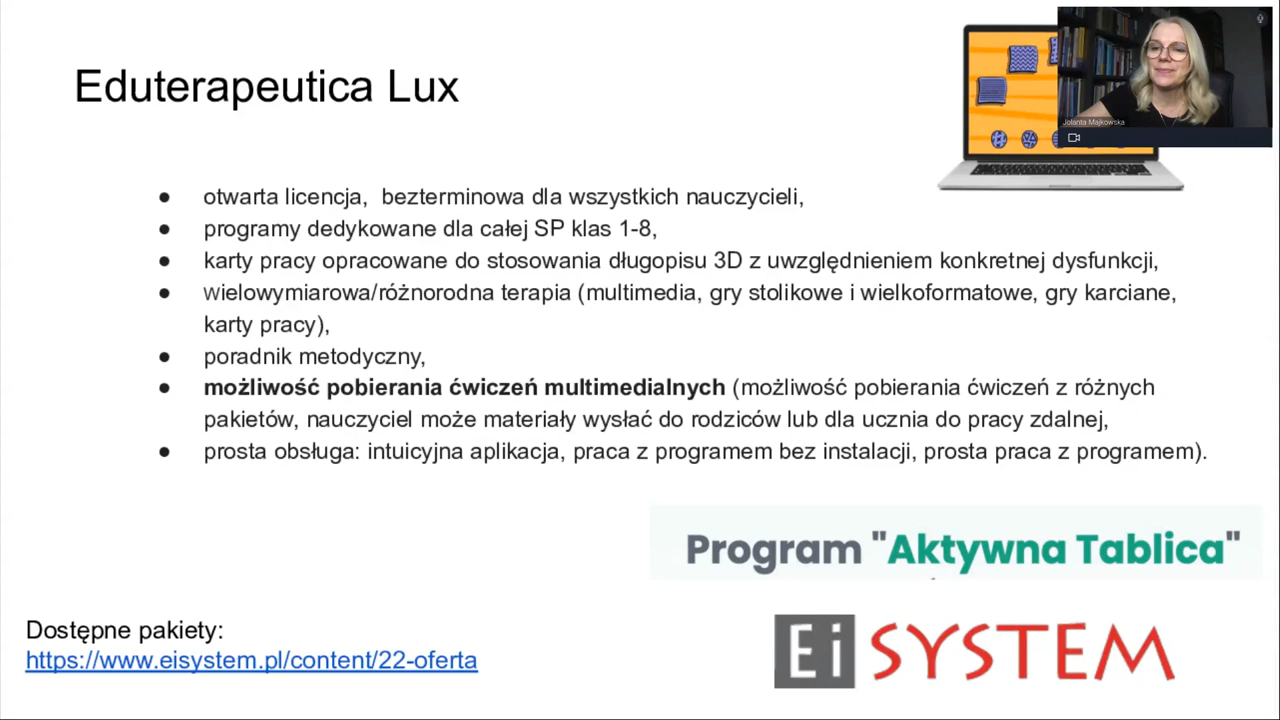 Eduterapeutica Lux
Jolanta Majkowska
● otwarta licencja,  bezterminowa dla wszystkich nauczycieli,
● programy dedykowane dla całej SP klas 1-8,
● karty pracy opracowane do stosowania długopisu 3D z uwzględnieniem konkretnej dysfunkcji,
● wielowymiarowa/różnorodna terapia (multimedia, gry stolikowe i wielkoformatowe, gry karciane,
karty pracy),
● poradnik metodyczny,
● możliwość pobierania ćwiczeń multimedialnych (możliwość pobierania ćwiczeń z różnych
pakietów, nauczyciel może materiały wysłać do rodziców lub dla ucznia do pracy zdalnej,
● prosta obsługa: intuicyjna aplikacja, praca z programem bez instalacji, prosta praca z programem).
Program "Aktywna Tablica"
Dostępne pakiety:
https://www.eisystem.pl/content/22-oferta
Ei SYSTEM